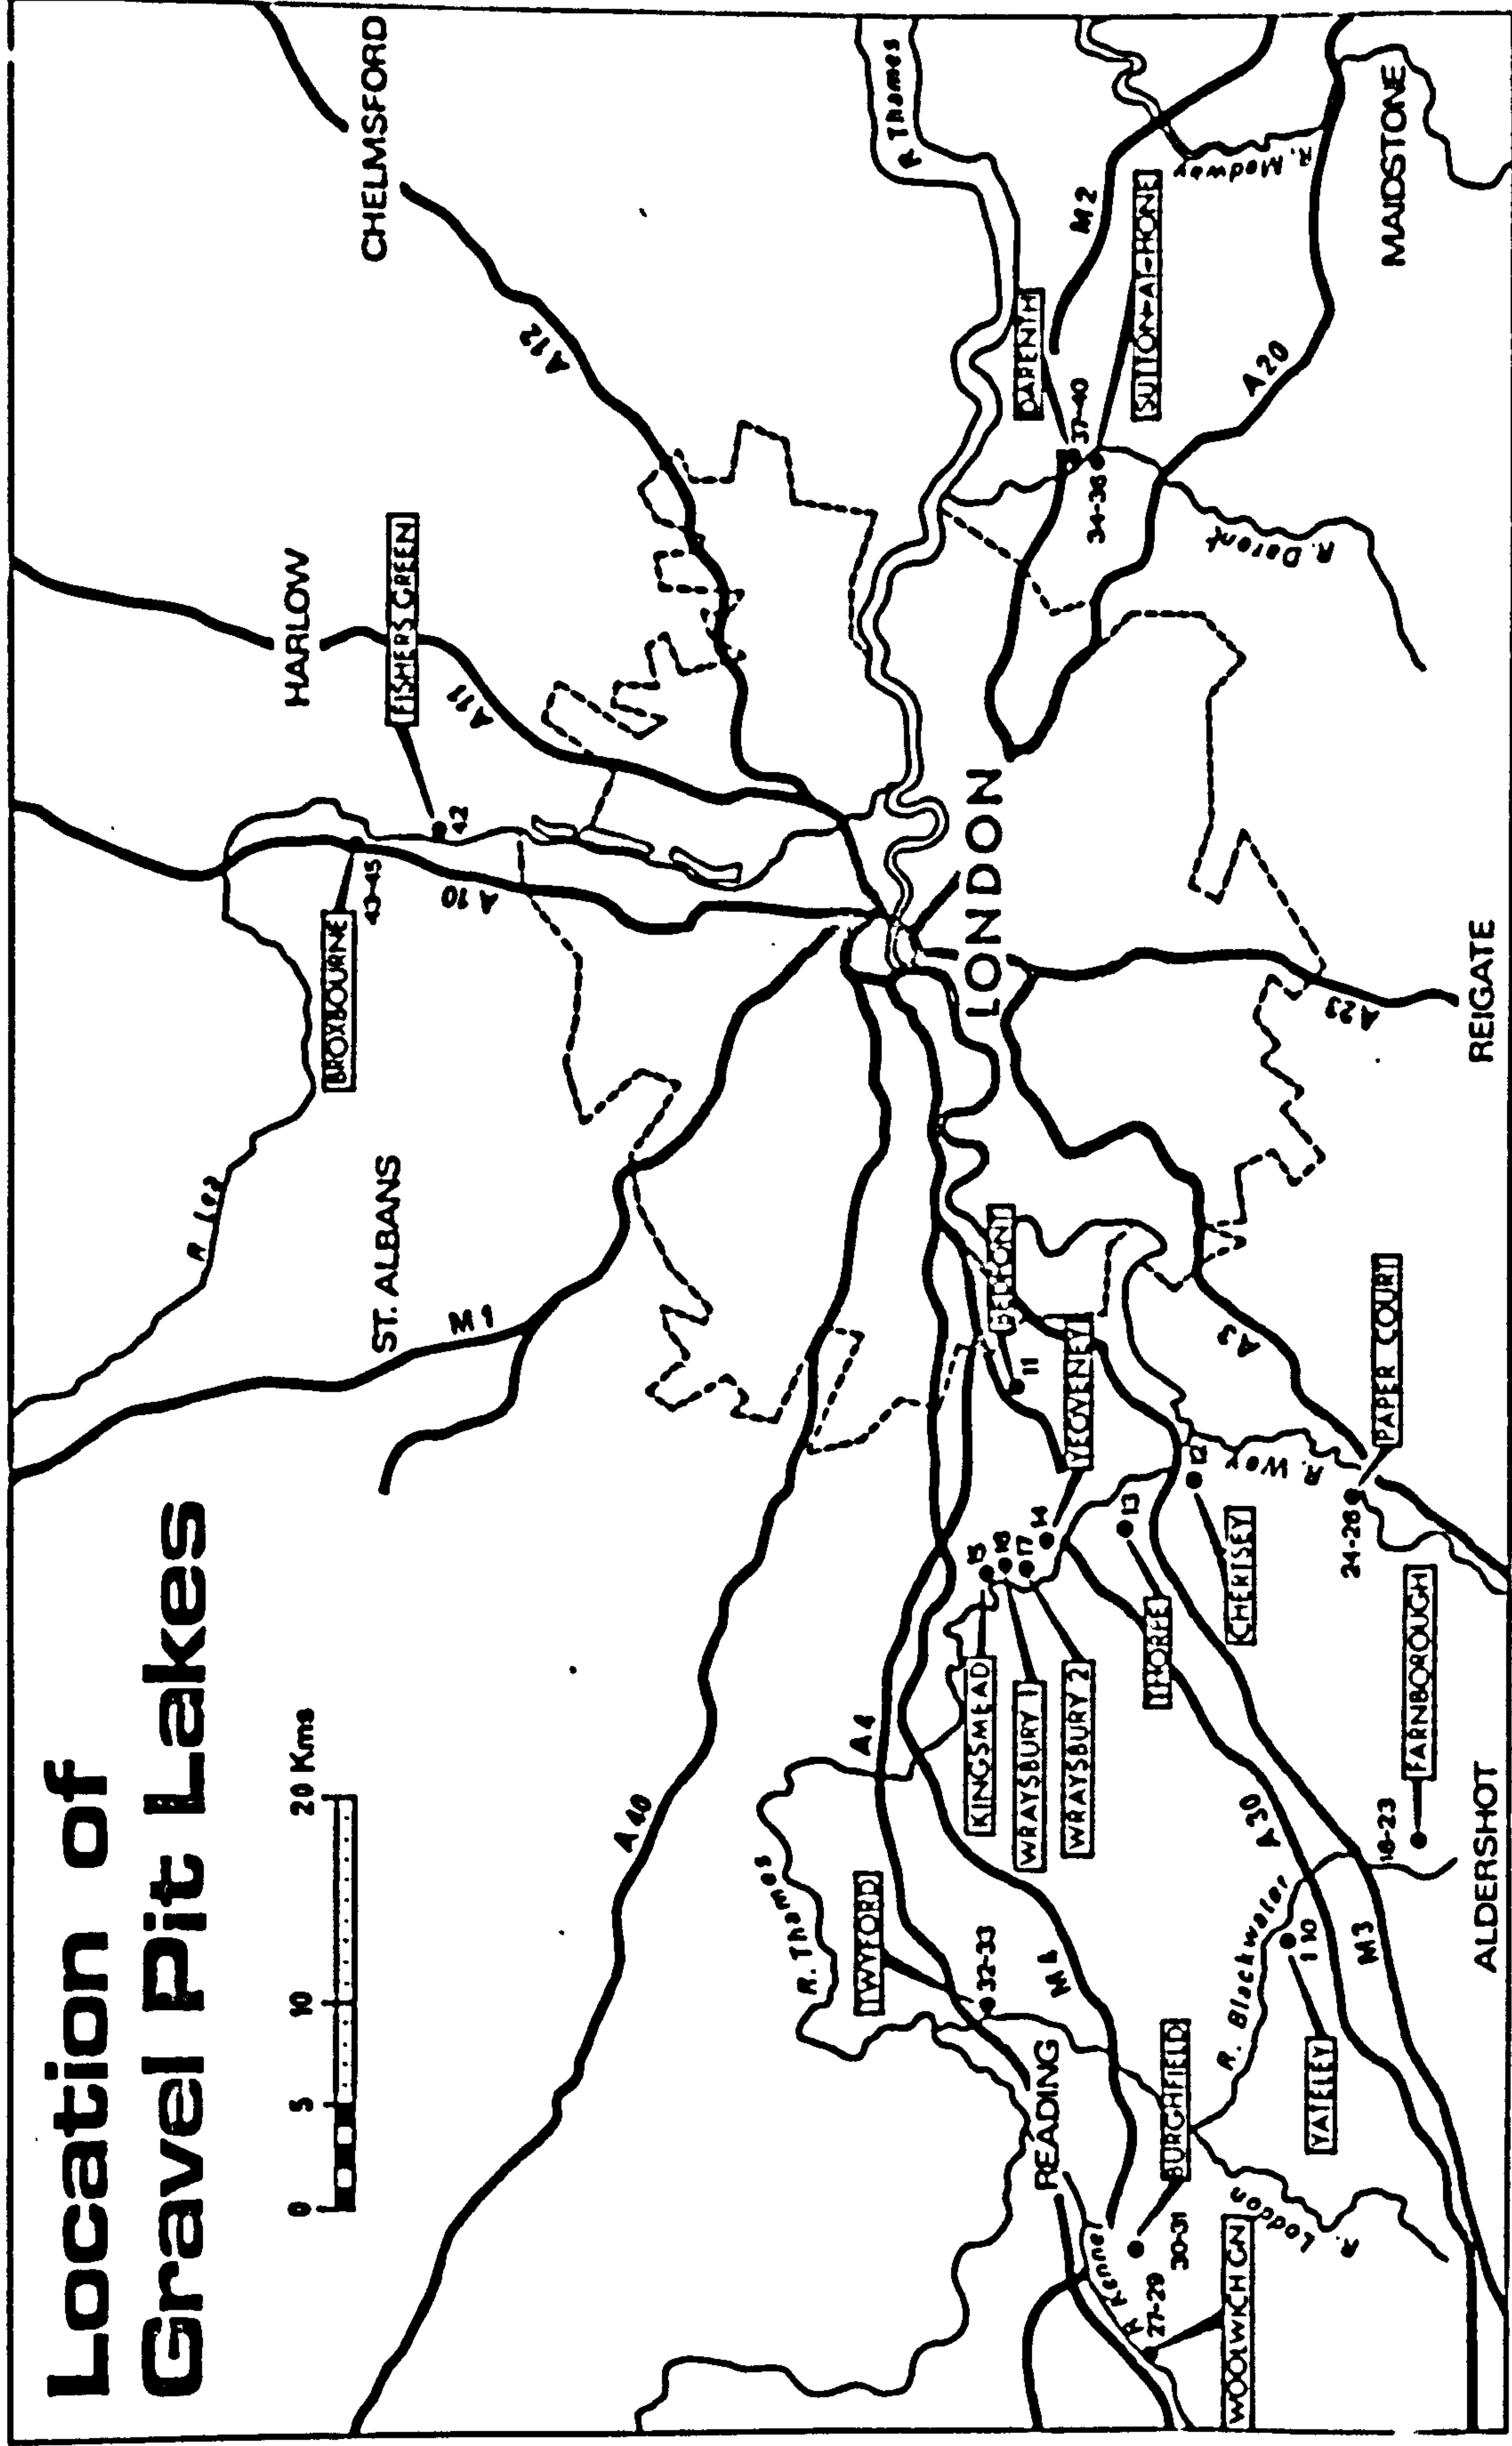 Location of
Gravel Pit Lakes
0 5 10 20 Kms
R Lea
M1
ST. ALBANS
BROXBOURNE
43-45
A10
HARLOW
FISHERS GREEN
42
A11
CHELMSFORD
A12
A40
R. Thames
A4
TWYFORD
32-33
M4
READING
R Kennet
27-29
WOOLWICH GN
30-31
BURGHFIELD
R. Loddon
R. Blackwater
YATELEY
1 10
A30
M3
18-23
FARNBOROUGH
ALDERSHOT
KINGSMEAD
WRAYSBURY 1
WRAYSBURY 2
15
16
17
14
YEOVENEY
11
THORPE
13
CHERTSEY
12
R. Wey
24-26
PAPER COURT
A3
LONDON
A23
REIGATE
R Thames
DARENTH
37-40
SUTTON-AT-HONE
34-36
R. Darent
M2
A20
R. Medway
MAIDSTONE